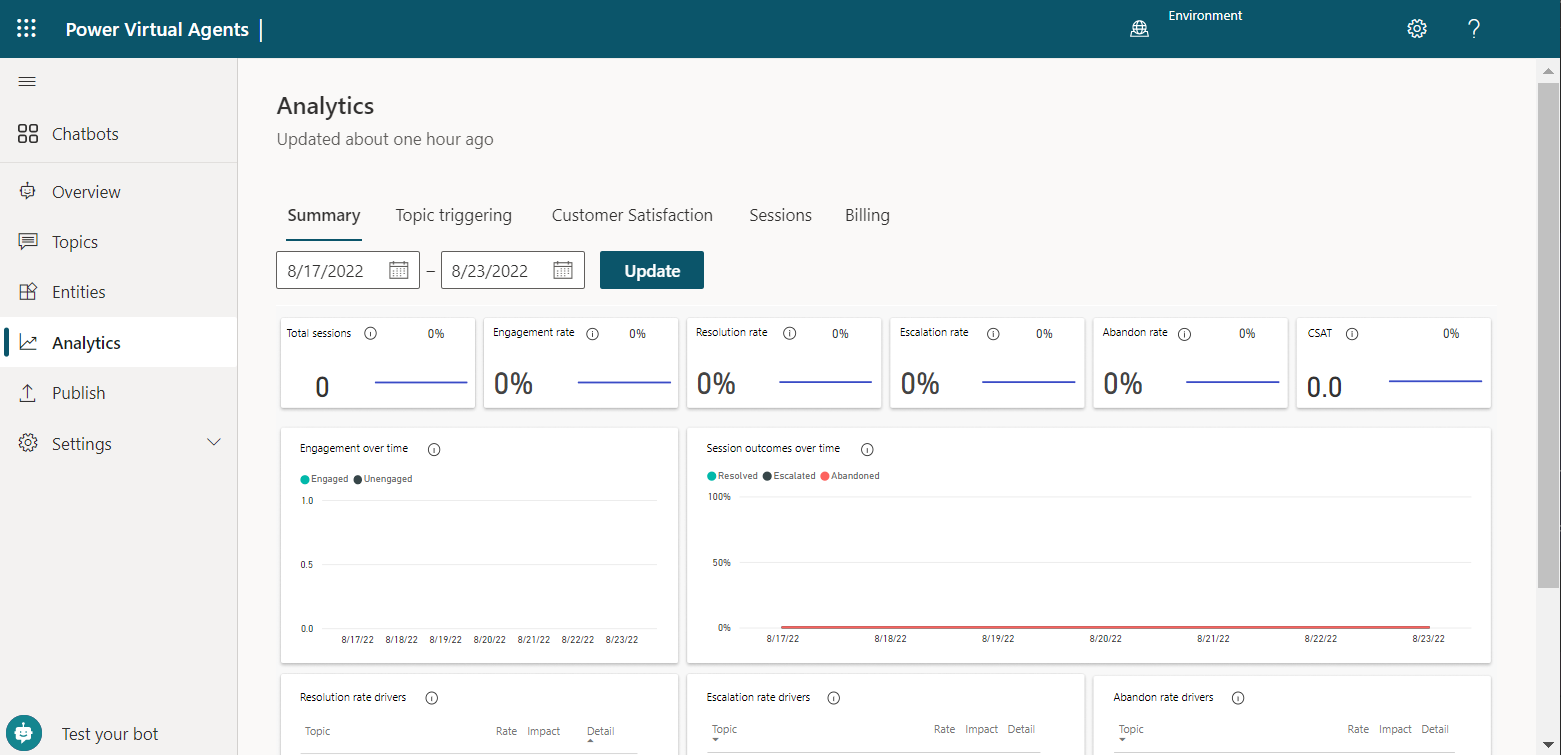 Power Virtual Agents
Environment
Chatbots
Overview
Topics
Entities
Analytics
Publish
Settings
Test your bot
Analytics
Updated about one hour ago
Summary Topic triggering Customer Satisfaction Sessions Billing
8/17/2022 – 8/23/2022 Update
Total sessions 0%
0
Engagement rate 0%
0%
Resolution rate 0%
0%
Escalation rate 0%
0%
Abandon rate 0%
0%
CSAT 0%
0.0
Engagement over time
Engaged Unengaged
1.0
0.5
0.0
8/17/22 8/18/22 8/19/22 8/20/22 8/21/22 8/22/22 8/23/22
Session outcomes over time
Resolved Escalated Abandoned
100%
50%
0%
8/17/22 8/18/22 8/19/22 8/20/22 8/21/22 8/22/22 8/23/22
Resolution rate drivers
Topic Rate Impact Detail
Escalation rate drivers
Topic Rate Impact Detail
Abandon rate drivers
Topic Rate Impact Detail